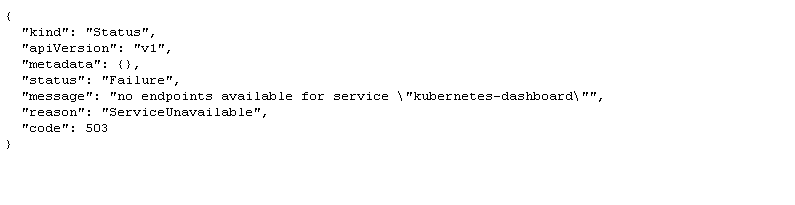 {
  "kind": "Status",
  "apiVersion": "v1",
  "metadata": {},
  "status": "Failure",
  "message": "no endpoints available for service \"kubernetes-dashboard\"",
  "reason": "ServiceUnavailable",
  "code": 503
}